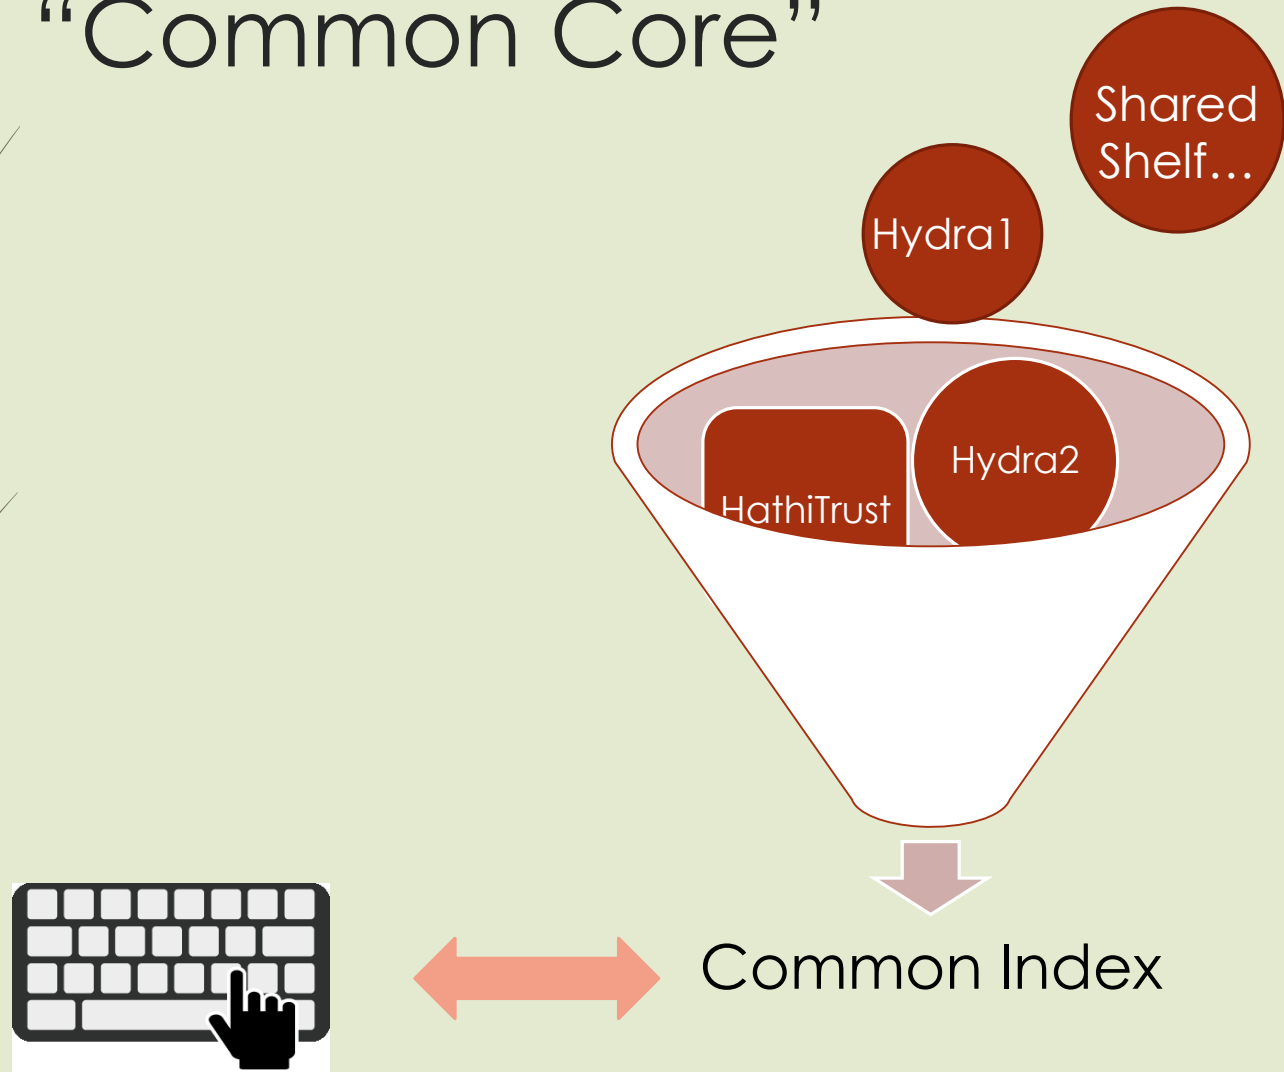 “Common Core”
Shared
Shelf...
Hydra1
Hydra2
HathiTrust
Common Index